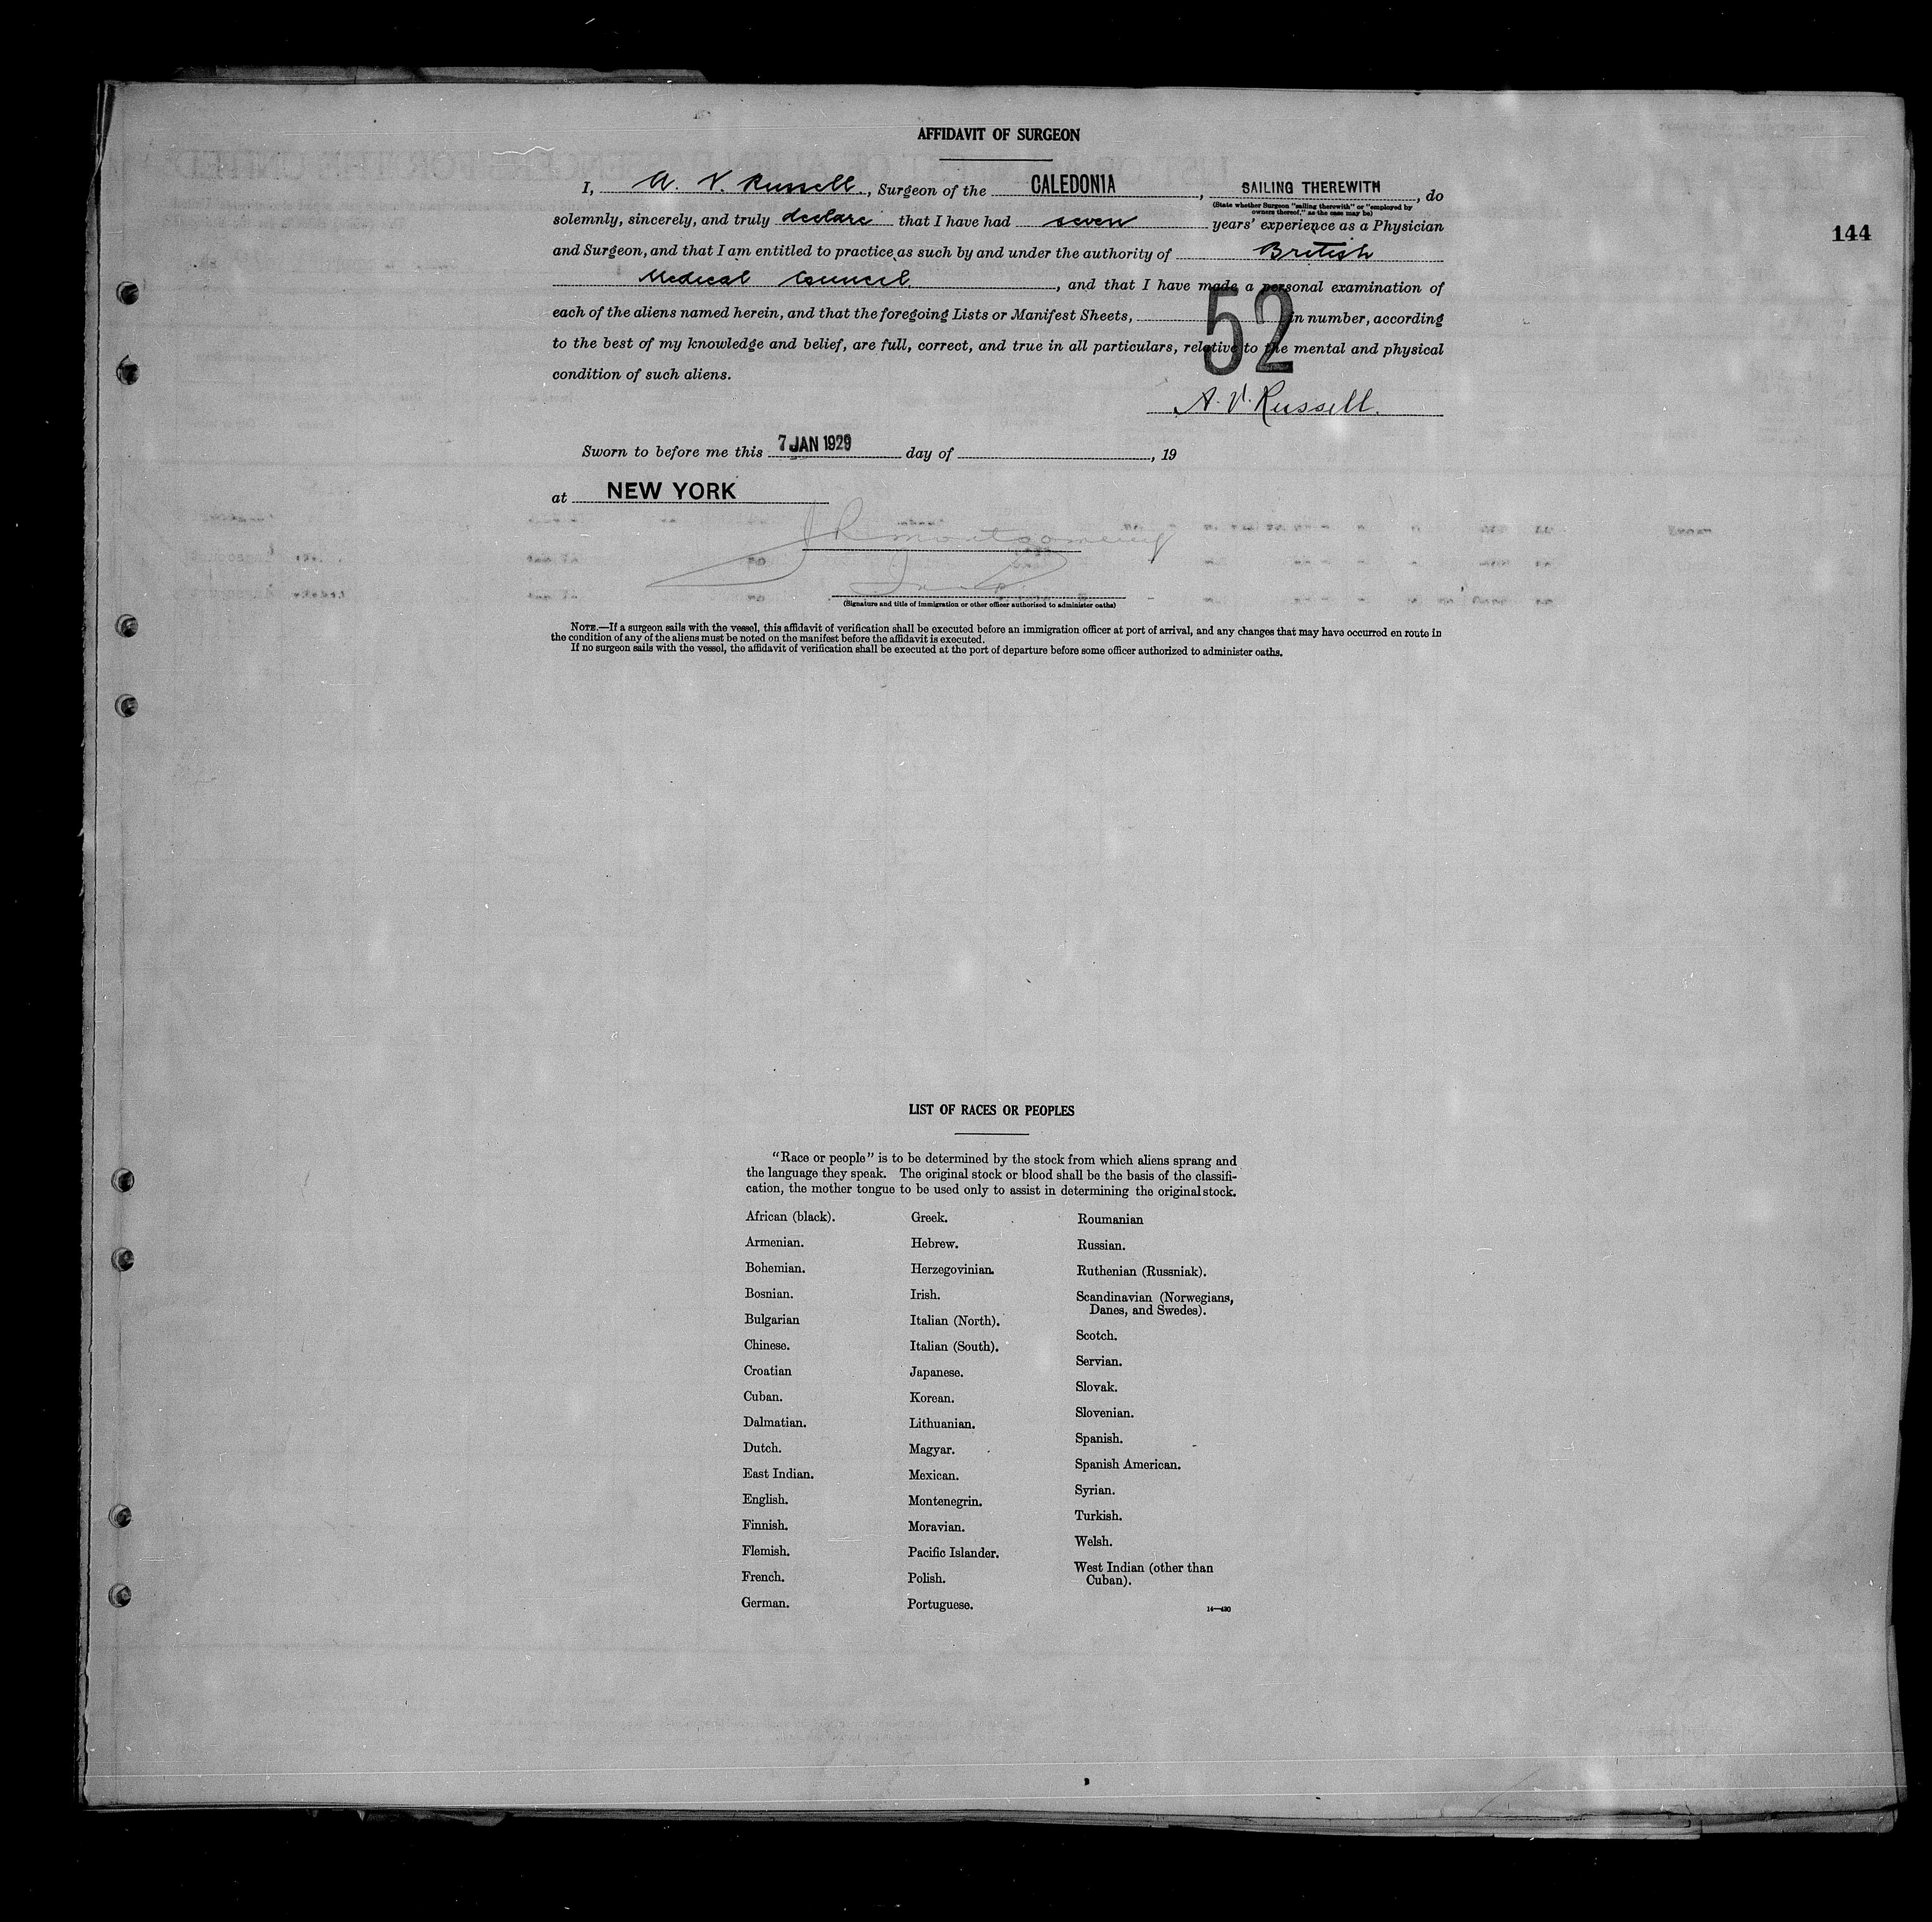 AFFIDAVIT OF SURGEON
I, A. V. Russell, Surgeon of the CALEDONIA, SAILING THEREWITH, do
(State whether Surgeon "sailing therewith" or "employed by
owners thereof," as the case may be)
solemnly, sincerely, and truly declare that I have had seven years' experience as a Physician
144
and Surgeon, and that I am entitled to practice as such by and under the authority of British
Medical Council, and that I have made a personal examination of
each of the aliens named herein, and that the foregoing Lists or Manifest Sheets, 52 in number, according
to the best of my knowledge and belief, are full, correct, and true in all particulars, relative to the mental and physical
condition of such aliens.
A. V. Russell.
Sworn to before me this 7 JAN 1929 day of , 19
at NEW YORK
Montgomery
(Signature and title of immigration or other officer authorized to administer oaths)
NOTE.—If a surgeon sails with the vessel, this affidavit of verification shall be executed before an immigration officer at port of arrival, and any changes that may have occurred en route in
the condition of any of the aliens must be noted on the manifest before the affidavit is executed.
If no surgeon sails with the vessel, the affidavit of verification shall be executed at the port of departure before some officer authorized to administer oaths.
LIST OF RACES OR PEOPLES
"Race or people" is to be determined by the stock from which aliens sprang and
the language they speak. The original stock or blood shall be the basis of the classifi-
cation, the mother tongue to be used only to assist in determining the original stock.
African (black).
Armenian.
Bohemian.
Bosnian.
Bulgarian
Chinese.
Croatian
Cuban.
Dalmatian.
Dutch.
East Indian.
English.
Finnish.
Flemish.
French.
German.
Greek.
Hebrew.
Herzegovinian.
Irish.
Italian (North).
Italian (South).
Japanese.
Korean.
Lithuanian.
Magyar.
Mexican.
Montenegrin.
Moravian.
Pacific Islander.
Polish.
Portuguese.
Roumanian
Russian.
Ruthenian (Russniak).
Scandinavian (Norwegians,
Danes, and Swedes).
Scotch.
Servian.
Slovak.
Slovenian.
Spanish.
Spanish American.
Syrian.
Turkish.
Welsh.
West Indian (other than
Cuban).
14—430